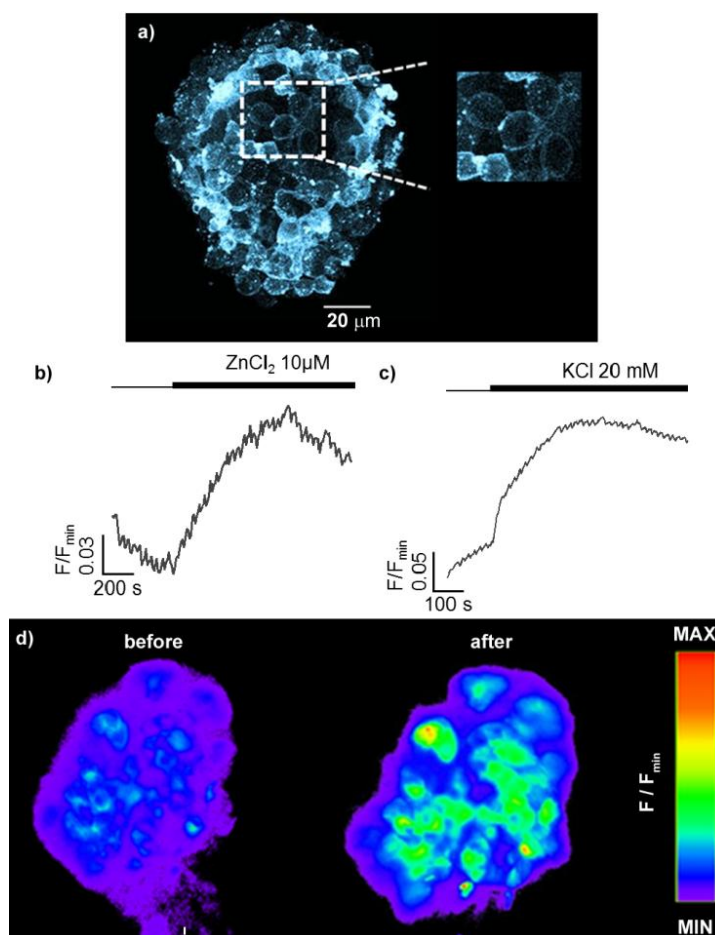 a)
20 μm
b)
ZnCl₂ 10μM
F/Fmin
0.03
200 s
c)
KCl 20 mM
F/Fmin
0.05
100 s
d)
before
after
MAX
F / Fmin
MIN